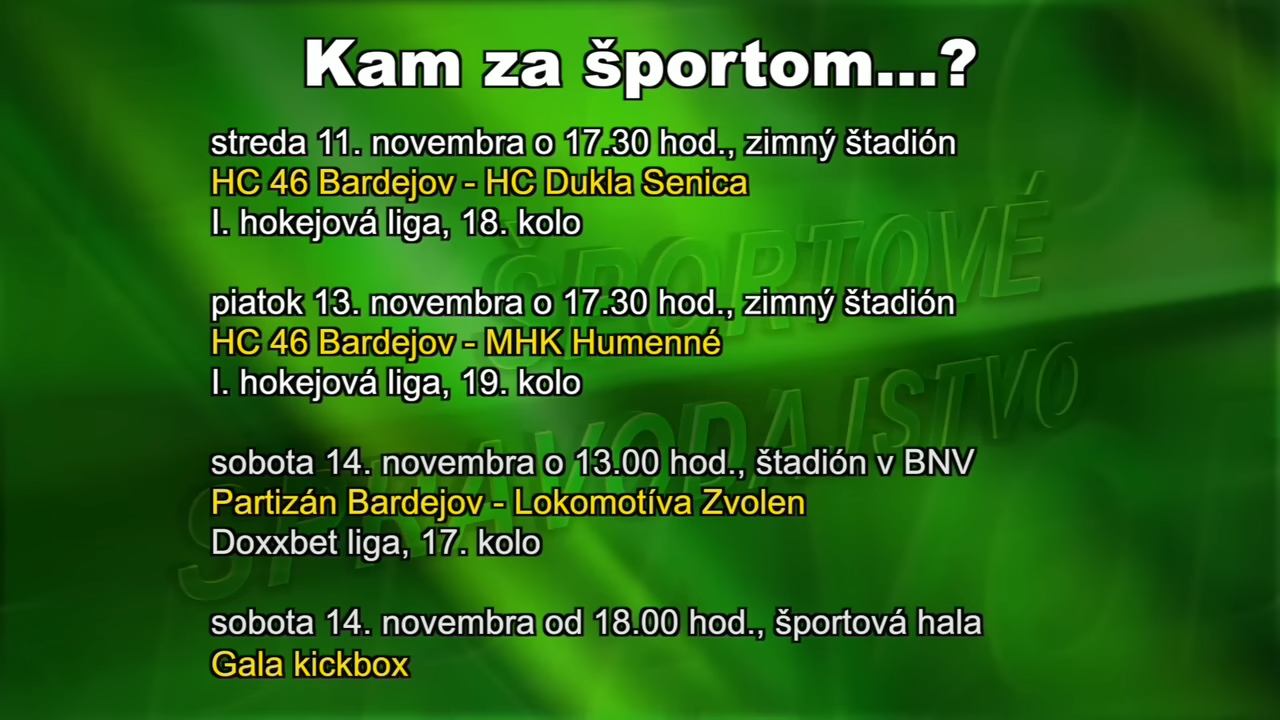 Kam za športom...?
streda 11. novembra o 17.30 hod., zimný štadión
HC 46 Bardejov - HC Dukla Senica
I. hokejová liga, 18. kolo
piatok 13. novembra o 17.30 hod., zimný štadión
HC 46 Bardejov - MHK Humenné
I. hokejová liga, 19. kolo
sobota 14. novembra o 13.00 hod., štadión v BNV
Partizán Bardejov - Lokomotíva Zvolen
Doxxbet liga, 17. kolo
sobota 14. novembra od 18.00 hod., športová hala
Gala kickbox
ŠPORTOVÉ
SPRAVODAJSTVO